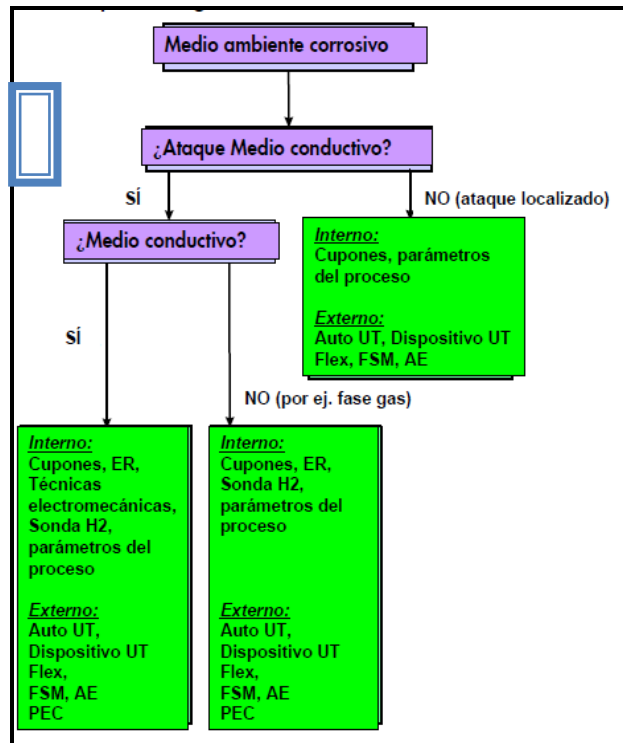 Medio ambiente corrosivo
¿Ataque Medio conductivo?
SÍ
NO (ataque localizado)
¿Medio conductivo?
Interno:
Cupones, parámetros
del proceso
Externo:
Auto UT, Dispositivo UT
Flex, FSM, AE
SÍ
NO (por ej. fase gas)
Interno:
Cupones, ER,
Técnicas
electromecánicas,
Sonda H2,
parámetros del
proceso
Externo:
Auto UT,
Dispositivo UT
Flex,
FSM, AE
PEC
Interno:
Cupones, ER,
Sonda H2,
parámetros del
proceso
Externo:
Auto UT,
Dispositivo UT
Flex,
FSM, AE
PEC